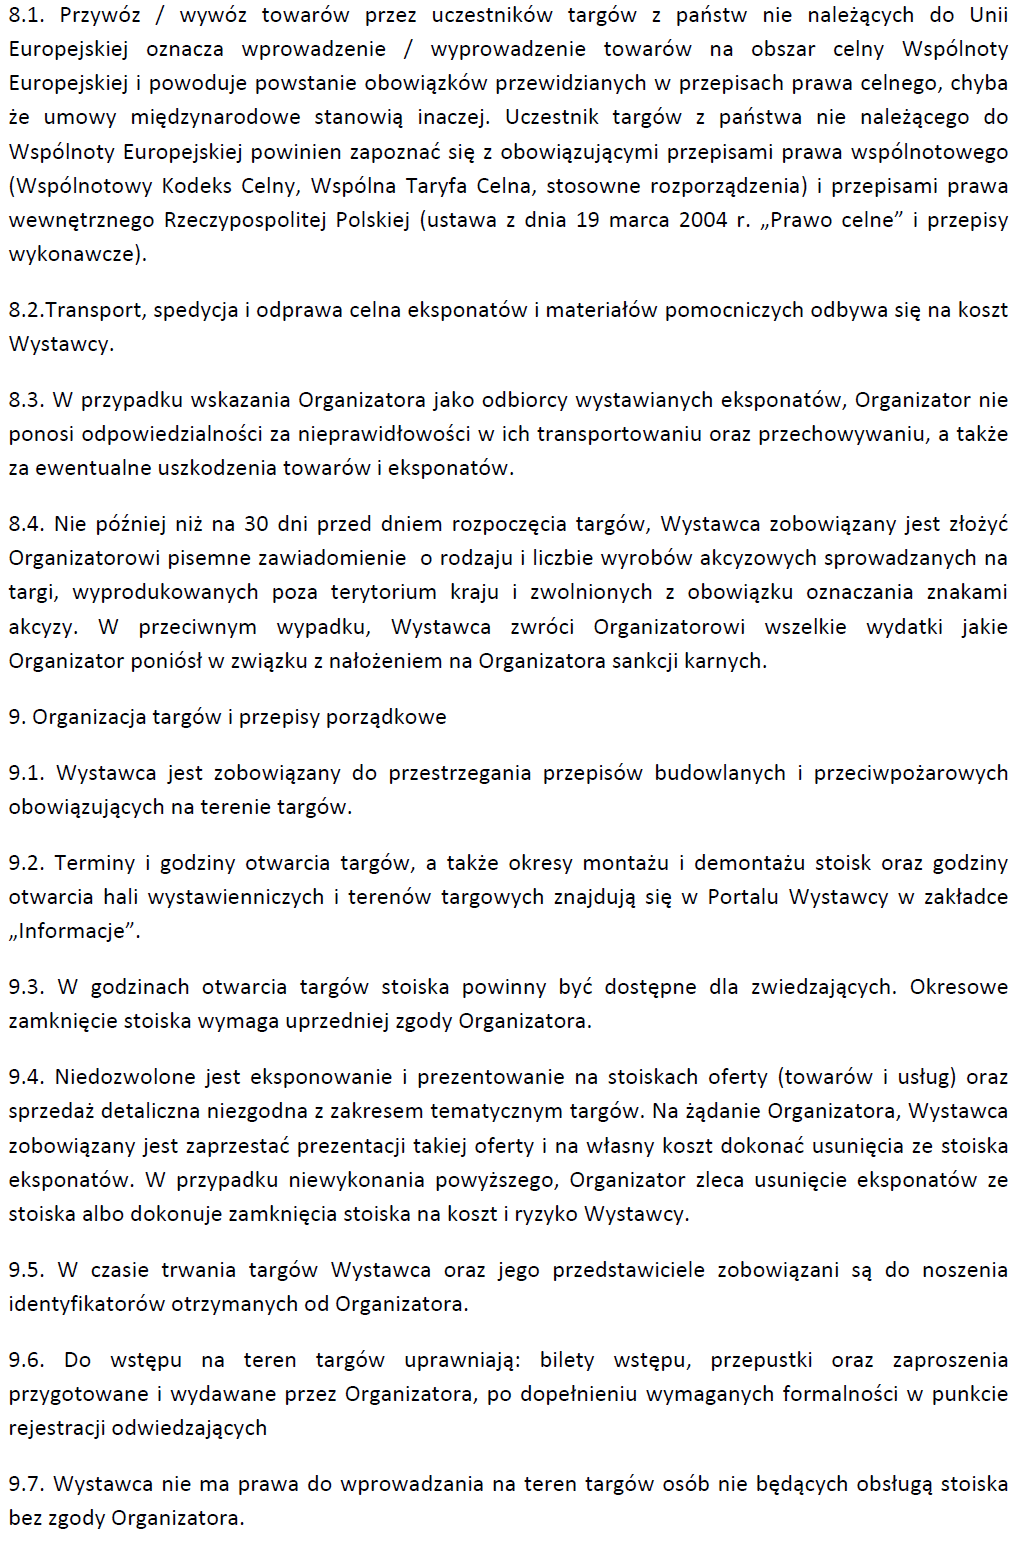 8.1. Przywóz / wywóz towarów przez uczestników targów z państw nie należących do Unii
Europejskiej oznacza wprowadzenie / wyprowadzenie towarów na obszar celny Wspólnoty
Europejskiej i powoduje powstanie obowiązków przewidzianych w przepisach prawa celnego, chyba
że umowy międzynarodowe stanowią inaczej. Uczestnik targów z państwa nie należącego do
Wspólnoty Europejskiej powinien zapoznać się z obowiązującymi przepisami prawa wspólnotowego
(Wspólnotowy Kodeks Celny, Wspólna Taryfa Celna, stosowne rozporządzenia) i przepisami prawa
wewnętrznego Rzeczypospolitej Polskiej (ustawa z dnia 19 marca 2004 r. „Prawo celne” i przepisy
wykonawcze).
8.2.Transport, spedycja i odprawa celna eksponatów i materiałów pomocniczych odbywa się na koszt
Wystawcy.
8.3. W przypadku wskazania Organizatora jako odbiorcy wystawianych eksponatów, Organizator nie
ponosi odpowiedzialności za nieprawidłowości w ich transportowaniu oraz przechowywaniu, a także
za ewentualne uszkodzenia towarów i eksponatów.
8.4. Nie później niż na 30 dni przed dniem rozpoczęcia targów, Wystawca zobowiązany jest złożyć
Organizatorowi pisemne zawiadomienie  o rodzaju i liczbie wyrobów akcyzowych sprowadzanych na
targi, wyprodukowanych poza terytorium kraju i zwolnionych z obowiązku oznaczania znakami
akcyzy. W przeciwnym wypadku, Wystawca zwróci Organizatorowi wszelkie wydatki jakie
Organizator poniósł w związku z nałożeniem na Organizatora sankcji karnych.
9. Organizacja targów i przepisy porządkowe
9.1. Wystawca jest zobowiązany do przestrzegania przepisów budowlanych i przeciwpożarowych
obowiązujących na terenie targów.
9.2. Terminy i godziny otwarcia targów, a także okresy montażu i demontażu stoisk oraz godziny
otwarcia hali wystawienniczych i terenów targowych znajdują się w Portalu Wystawcy w zakładce
„Informacje”.
9.3. W godzinach otwarcia targów stoiska powinny być dostępne dla zwiedzających. Okresowe
zamknięcie stoiska wymaga uprzedniej zgody Organizatora.
9.4. Niedozwolone jest eksponowanie i prezentowanie na stoiskach oferty (towarów i usług) oraz
sprzedaż detaliczna niezgodna z zakresem tematycznym targów. Na żądanie Organizatora, Wystawca
zobowiązany jest zaprzestać prezentacji takiej oferty i na własny koszt dokonać usunięcia ze stoiska
eksponatów. W przypadku niewykonania powyższego, Organizator zleca usunięcie eksponatów ze
stoiska albo dokonuje zamknięcia stoiska na koszt i ryzyko Wystawcy.
9.5. W czasie trwania targów Wystawca oraz jego przedstawiciele zobowiązani są do noszenia
identyfikatorów otrzymanych od Organizatora.
9.6. Do wstępu na teren targów uprawniają: bilety wstępu, przepustki oraz zaproszenia
przygotowane i wydawane przez Organizatora, po dopełnieniu wymaganych formalności w punkcie
rejestracji odwiedzających
9.7. Wystawca nie ma prawa do wprowadzania na teren targów osób nie będących obsługą stoiska
bez zgody Organizatora.